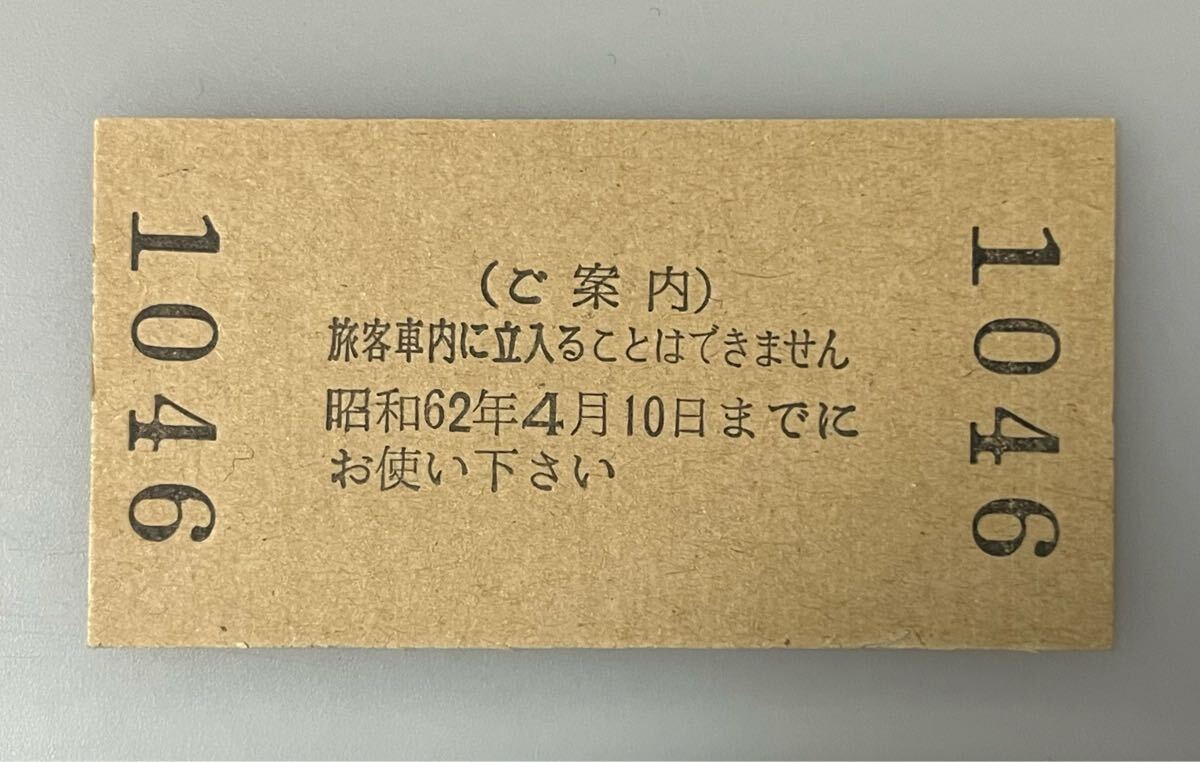 1046
（ご案内）
旅客車内に立入ることはできません
昭和62年4月10日までに
お使い下さい
1046